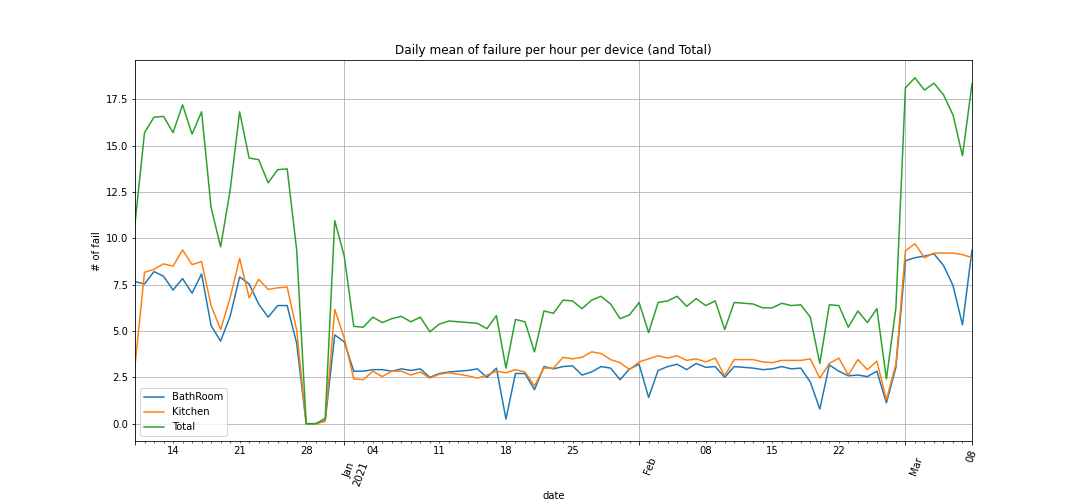 Daily mean of failure per hour per device (and Total)
# of fail
17.5
15.0
12.5
10.0
7.5
5.0
2.5
0.0
BathRoom
Kitchen
Total
14 21 28 04 11 18 25 08 15 22
Jan
2021
Feb
Mar
08
date